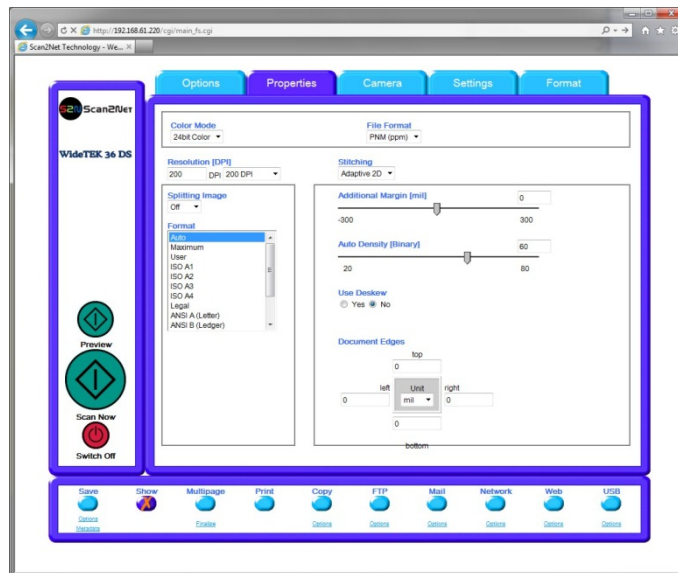 http://192.168.61.220/cgi/main_fs.cgi
Scan2Net Technology - We...
Options Properties Camera Settings Format
S2N Scan2Net
WideTEK 36 DS
Color Mode File Format
24bit Color PNM (ppm)
Resolution [DPI] Stitching
200 DPI 200 DPI Adaptive 2D
Splitting Image Additional Margin [mil] 0
Off
-300 300
Format
Auto
Maximum
User
ISO A1
ISO A2
ISO A3
ISO A4
Legal
ANSI A (Letter)
ANSI B (Ledger)
Auto Density [Binary] 60
20 80
Use Deskew
Yes No
Document Edges
top
0
left Unit right
0 mil 0
0
bottom
Preview
Scan Now
Switch Off
Save Show Multipage Print Copy FTP Mail Network Web USB
Options Finalize Options Options Options Options Options Options
Metadata